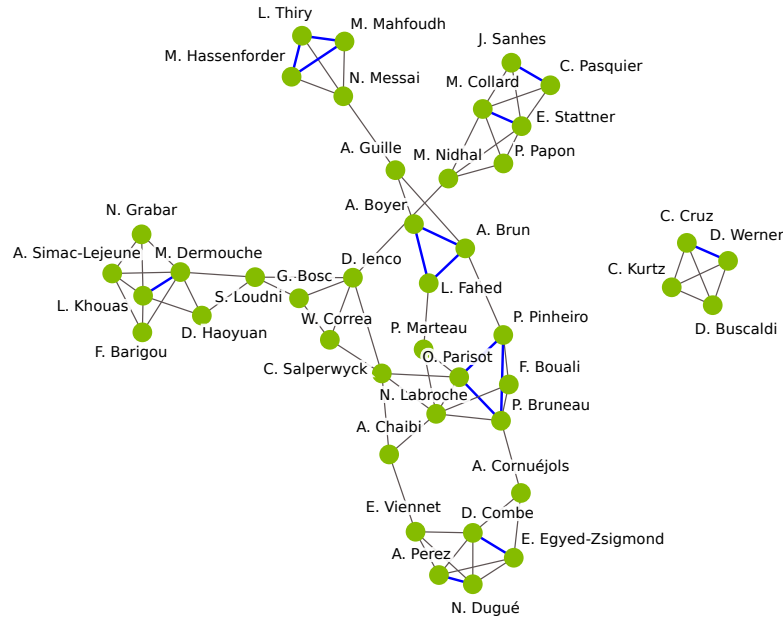 L. Thiry
M. Mahfoudh
M. Hassenforder
N. Messai
J. Sanhes
C. Pasquier
M. Collard
E. Stattner
P. Papon
M. Nidhal
A. Guille
A. Boyer
A. Brun
N. Grabar
A. Simac-Lejeune
M. Dermouche
L. Khouas
S. Loudni
G. Bosc
D. Ienco
L. Fahed
C. Cruz
D. Werner
C. Kurtz
D. Buscaldi
D. Haoyuan
F. Barigou
W. Correa
P. Marteau
P. Pinheiro
O. Parisot
F. Bouali
C. Salperwyck
N. Labroche
P. Bruneau
A. Chaibi
A. Cornuéjols
E. Viennet
D. Combe
E. Egyed-Zsigmond
A. Perez
N. Dugué